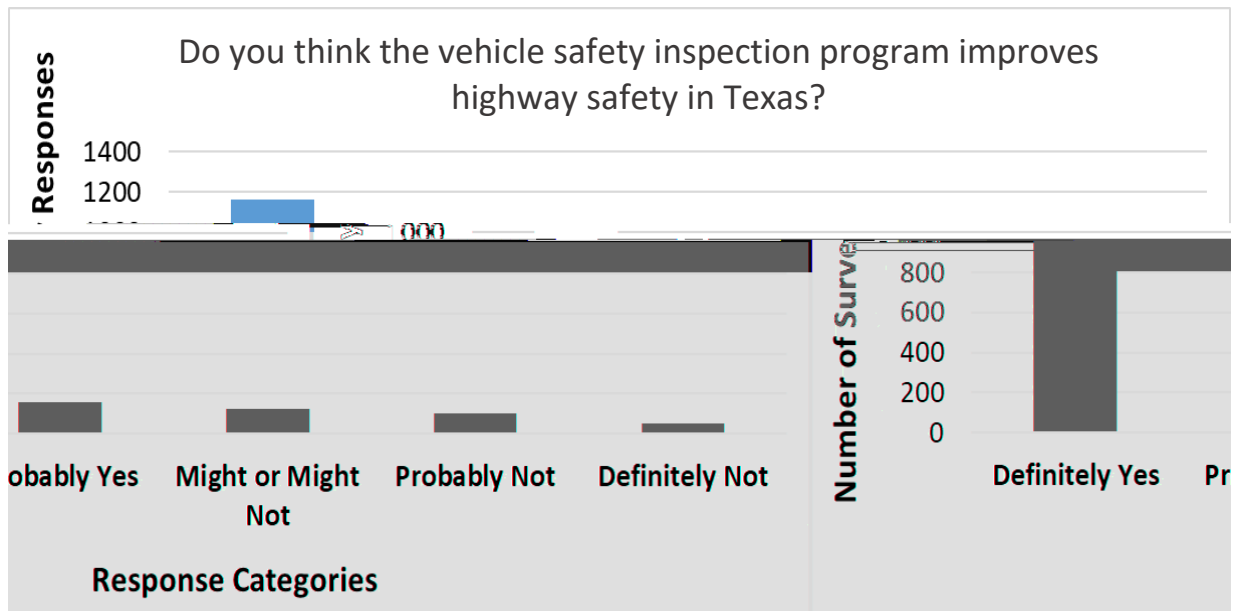 Do you think the vehicle safety inspection program improves
highway safety in Texas?
Responses
1400
1200
000
800
600
400
200
0
Number of Surve
obably Yes
Might or Might
Not
Probably Not
Definitely Not
Definitely Yes
Pr
Response Categories